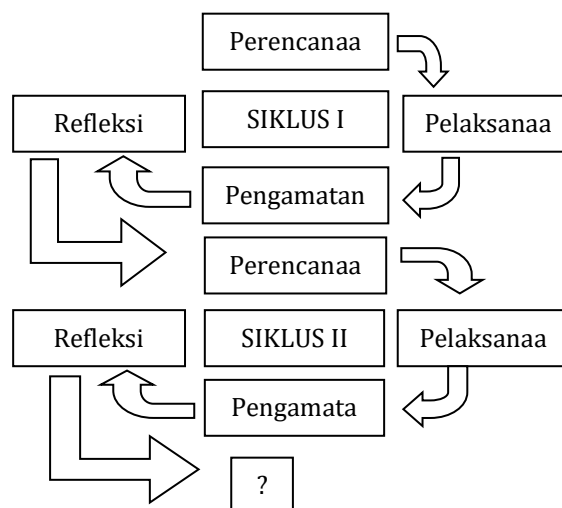 Perencanaa
Refleksi
SIKLUS I
Pelaksanaa
Pengamatan
Perencanaa
Refleksi
SIKLUS II
Pelaksanaa
Pengamata
?